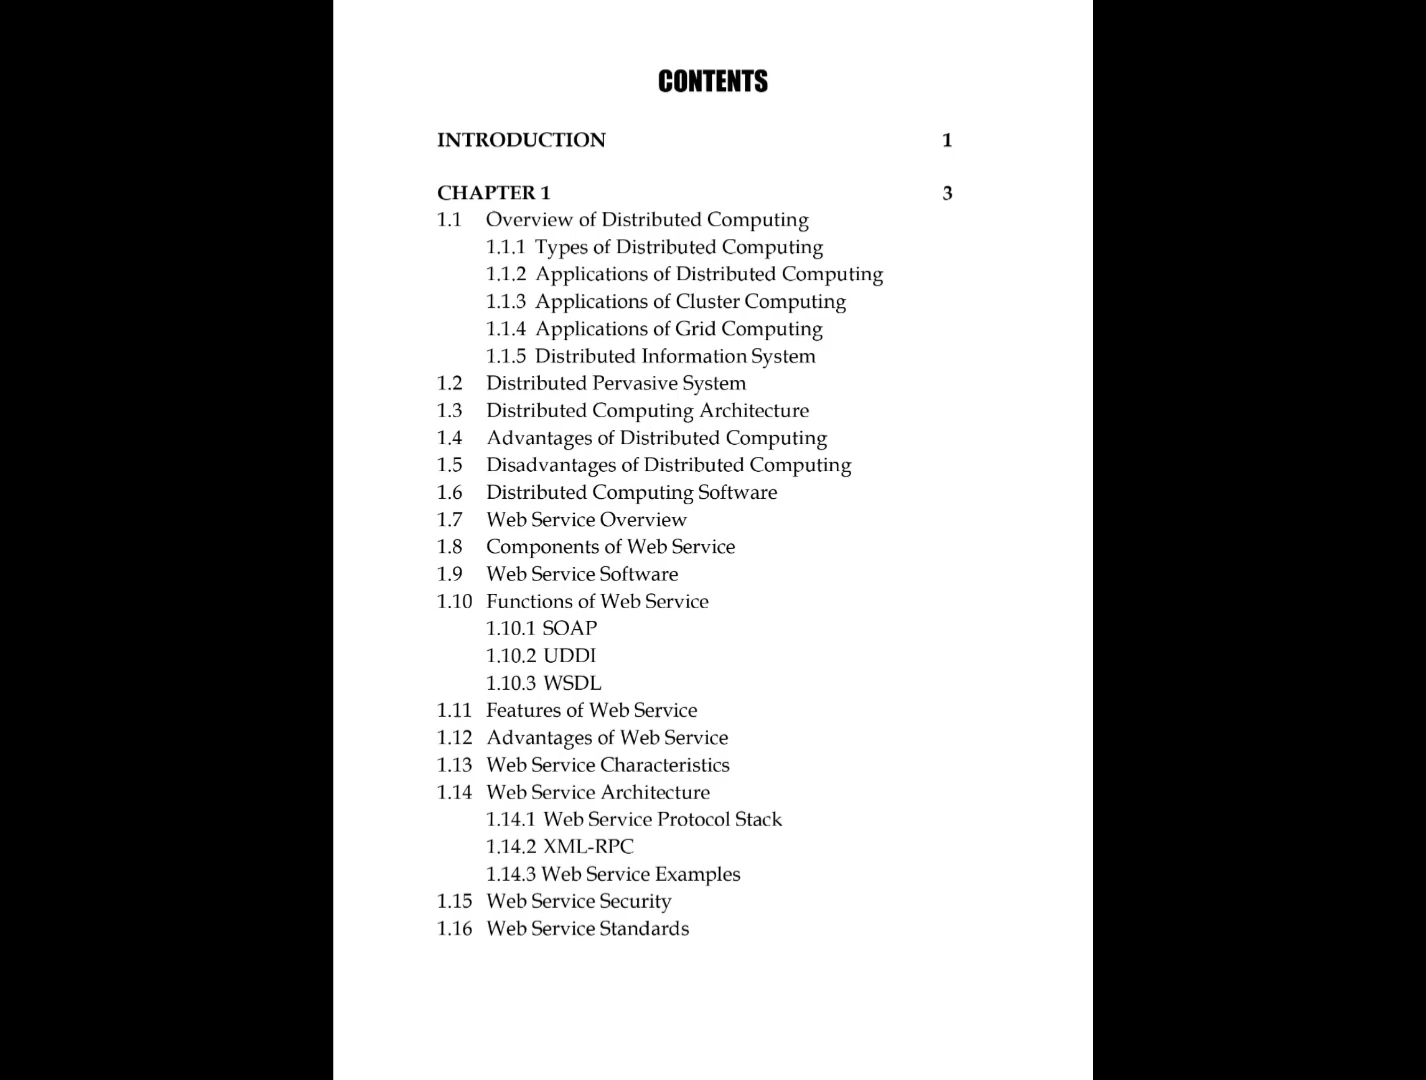 CONTENTS
INTRODUCTION 1
CHAPTER 1 3
1.1 Overview of Distributed Computing
1.1.1 Types of Distributed Computing
1.1.2 Applications of Distributed Computing
1.1.3 Applications of Cluster Computing
1.1.4 Applications of Grid Computing
1.1.5 Distributed Information System
1.2 Distributed Pervasive System
1.3 Distributed Computing Architecture
1.4 Advantages of Distributed Computing
1.5 Disadvantages of Distributed Computing
1.6 Distributed Computing Software
1.7 Web Service Overview
1.8 Components of Web Service
1.9 Web Service Software
1.10 Functions of Web Service
1.10.1 SOAP
1.10.2 UDDI
1.10.3 WSDL
1.11 Features of Web Service
1.12 Advantages of Web Service
1.13 Web Service Characteristics
1.14 Web Service Architecture
1.14.1 Web Service Protocol Stack
1.14.2 XML-RPC
1.14.3 Web Service Examples
1.15 Web Service Security
1.16 Web Service Standards